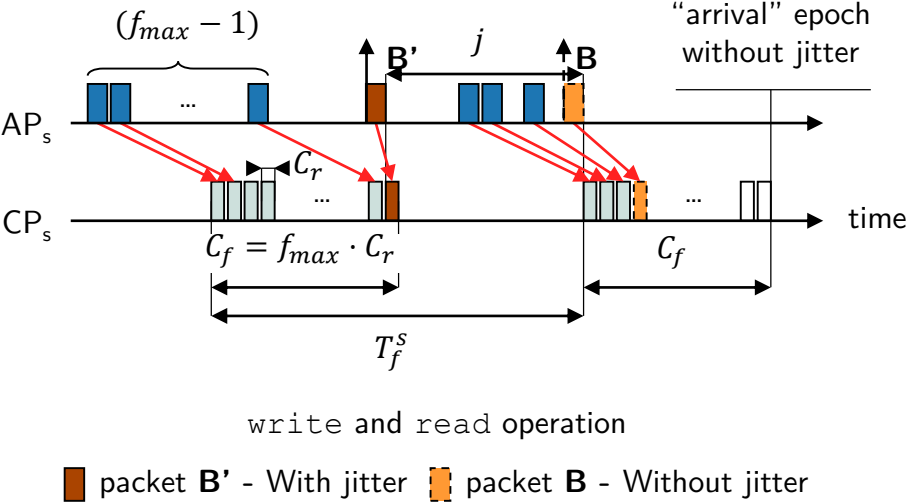 (f_max − 1)
j
“arrival” epoch
without jitter
B’
B
...
AP_s
C_r
...
...
CP_s
time
C_f = f_max · C_r
C_f
T_f^s
write and read operation
packet B’ - With jitter
packet B - Without jitter